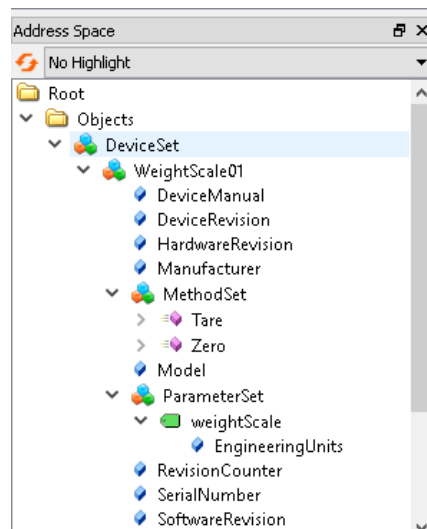 Address Space
No Highlight
Root
Objects
DeviceSet
WeightScale01
DeviceManual
DeviceRevision
HardwareRevision
Manufacturer
MethodSet
Tare
Zero
Model
ParameterSet
weightScale
EngineeringUnits
RevisionCounter
SerialNumber
SoftwareRevision